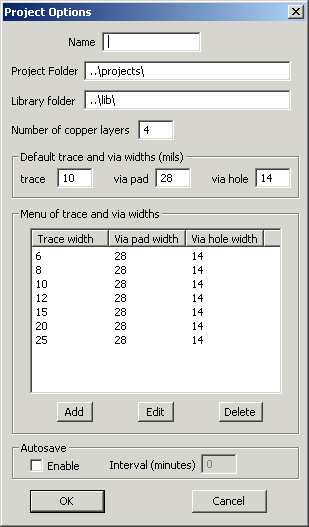 Project Options
Name
Project Folder ..\projects\
Library folder ..\lib\
Number of copper layers 4
Default trace and via widths (mils)
trace 10 via pad 28 via hole 14
Menu of trace and via widths
Trace width Via pad width Via hole width
6 28 14
8 28 14
10 28 14
12 28 14
15 28 14
20 28 14
25 28 14
Add Edit Delete
Autosave
Enable Interval (minutes) 0
OK Cancel